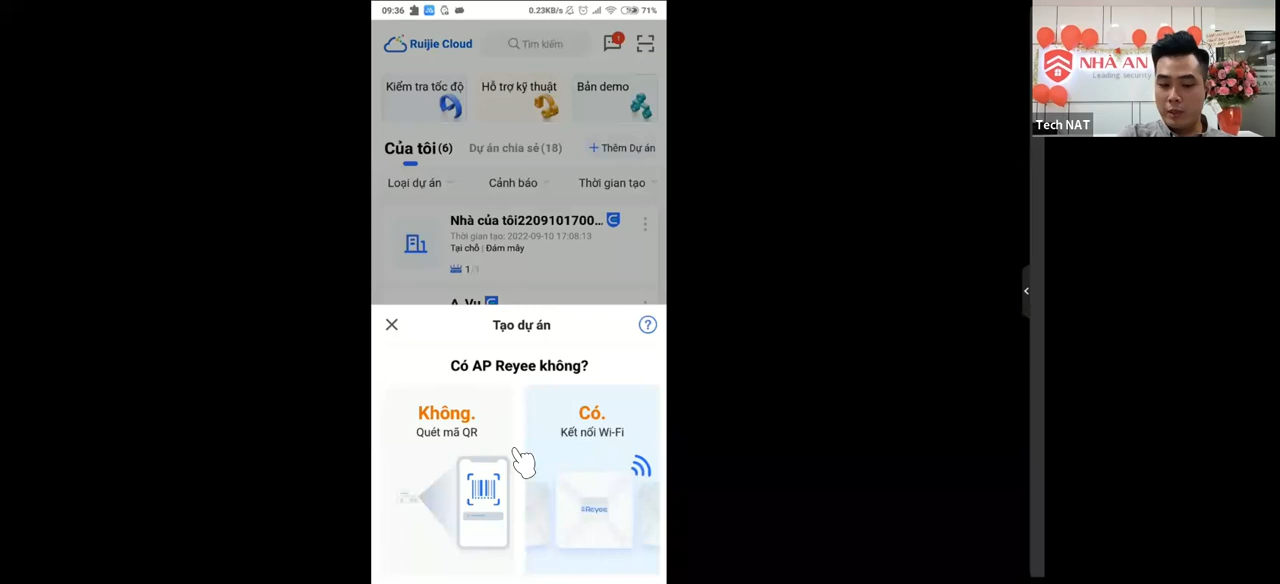 09:36
0.23KB/s
71%
Ruijie Cloud
Tìm kiếm
1
Kiểm tra tốc độ
Hỗ trợ kỹ thuật
Bản demo
Của tôi(6)
Dự án chia sẻ(18)
+ Thêm Dự án
Loại dự án
Cảnh báo
Thời gian tạo
Nhà của tôi2209101700...
Thời gian tạo: 2022-09-10 17:08:13
Tại chỗ | Đám mây
1/1
A Vu
Tạo dự án
?
Có AP Reyee không?
Không.
Quét mã QR
Có.
Kết nối Wi-Fi
Reyee
NHÀ AN
Leading security
Tech NAT